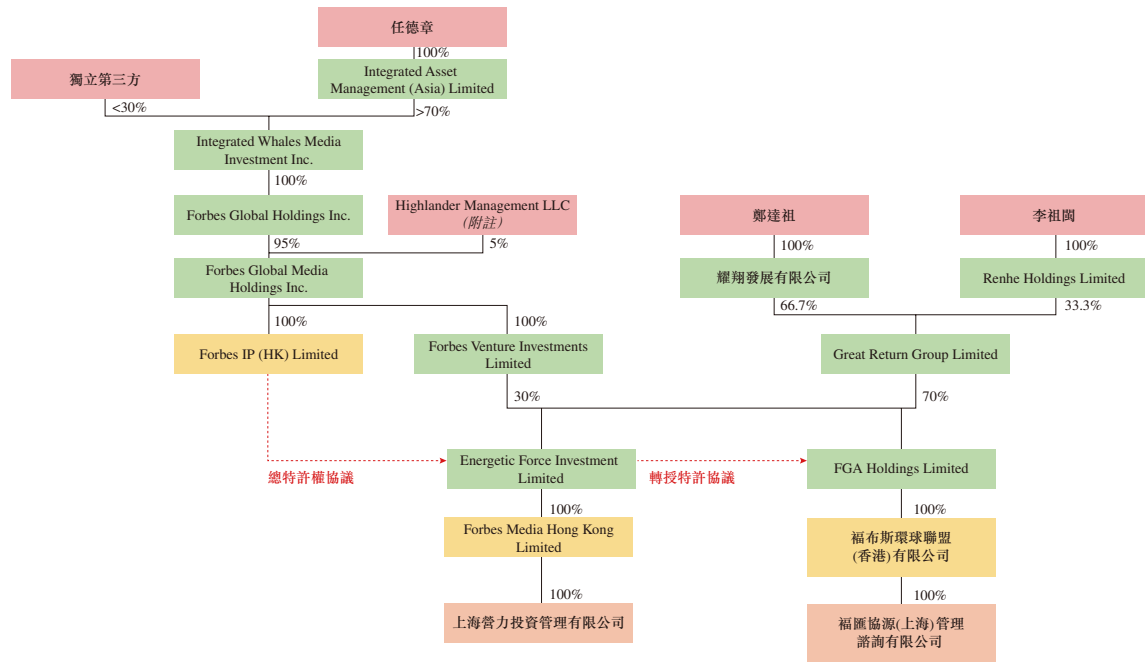 任德章
100%
獨立第三方
Integrated Asset
Management (Asia) Limited
<30%
>70%
Integrated Whales Media
Investment Inc.
100%
Forbes Global Holdings Inc.
Highlander Management LLC
(附註)
鄭達祖
李祖閩
95%
5%
100%
100%
Forbes Global Media
Holdings Inc.
耀翔發展有限公司
Renhe Holdings Limited
66.7%
33.3%
100%
100%
Forbes IP (HK) Limited
Forbes Venture Investments
Limited
Great Return Group Limited
30%
70%
總特許權協議
Energetic Force Investment
Limited
轉授特許協議
FGA Holdings Limited
100%
100%
Forbes Media Hong Kong
Limited
福布斯環球聯盟
(香港)有限公司
100%
100%
上海營力投資管理有限公司
福匯協源(上海)管理
諮詢有限公司